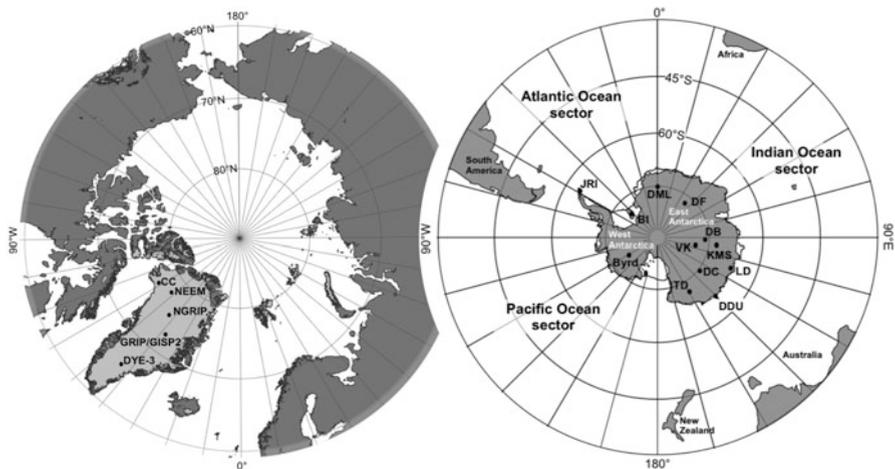 180°
60°N
70°N
80°N
90°W
CC
NEEM
NGRIP
GRIP/GISP2
DYE-3
0°
0°
Africa
45°S
Atlantic Ocean
sector
60°S
South
America
Indian Ocean
sector
JRI
DML
DF
BI
East
Antarctica
West
Antarctica
DB
90°W
90°E
VK
KMS
Byrd
DC
LD
TD
DDU
Pacific Ocean
sector
Australia
New
Zealand
180°